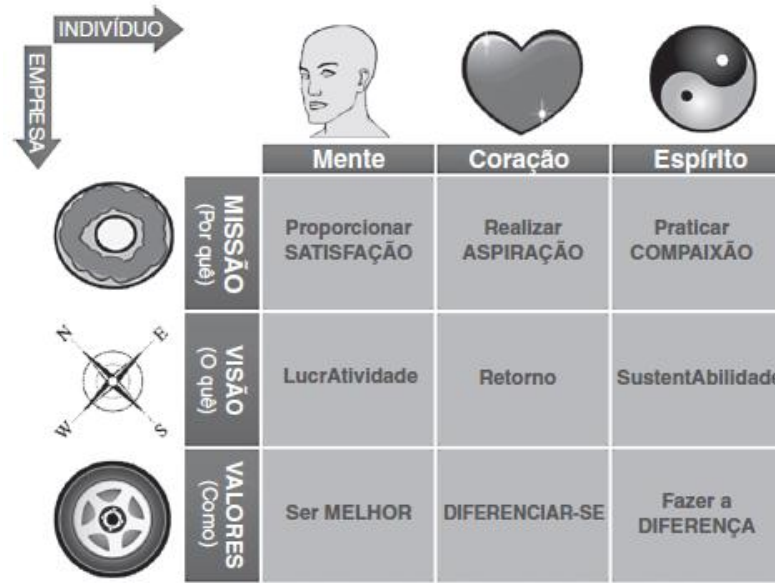 INDIVÍDUO
EMPRESA
N
E
W
S
Mente
Coração
Espírito
MISSÃO
(Por quê)
Proporcionar
SATISFAÇÃO
Realizar
ASPIRAÇÃO
Praticar
COMPAIXÃO
VISÃO
(O quê)
LucrAtividade
Retorno
SustentAbilidade
VALORES
(Como)
Ser MELHOR
DIFERENCIAR-SE
Fazer a
DIFERENÇA